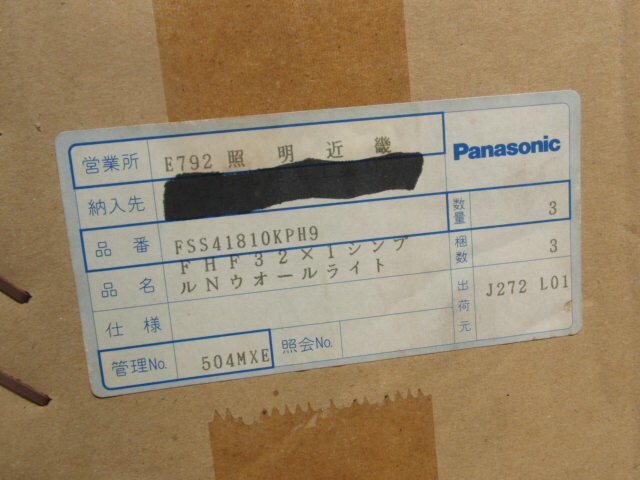 営業所 E792 照明近畿
Panasonic
納入先
品番 FSS41810KPH9
数量 3
品名 FHF32×1シンプ
ルNウオールライト
梱数 3
仕様
出荷元 J272 L01
管理No. 504MXE 照会No.